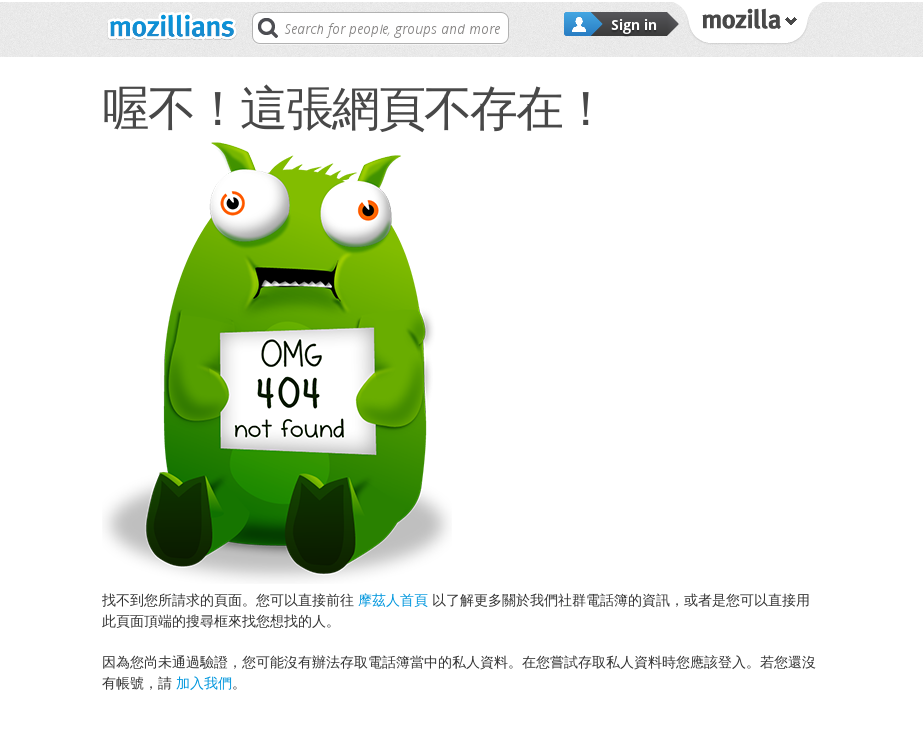 mozillians
Search for people, groups and more
Sign in
mozilla
喔不！這張網頁不存在！
OMG
404
not found
找不到您所請求的頁面。您可以直接前往 摩茲人首頁 以了解更多關於我們社群電話簿的資訊，或者是您可以直接用
此頁面頂端的搜尋框來找您想找的人。
因為您尚未通過驗證，您可能沒有辦法存取電話簿當中的私人資料。在您嘗試存取私人資料時您應該登入。若您還沒
有帳號，請 加入我們。